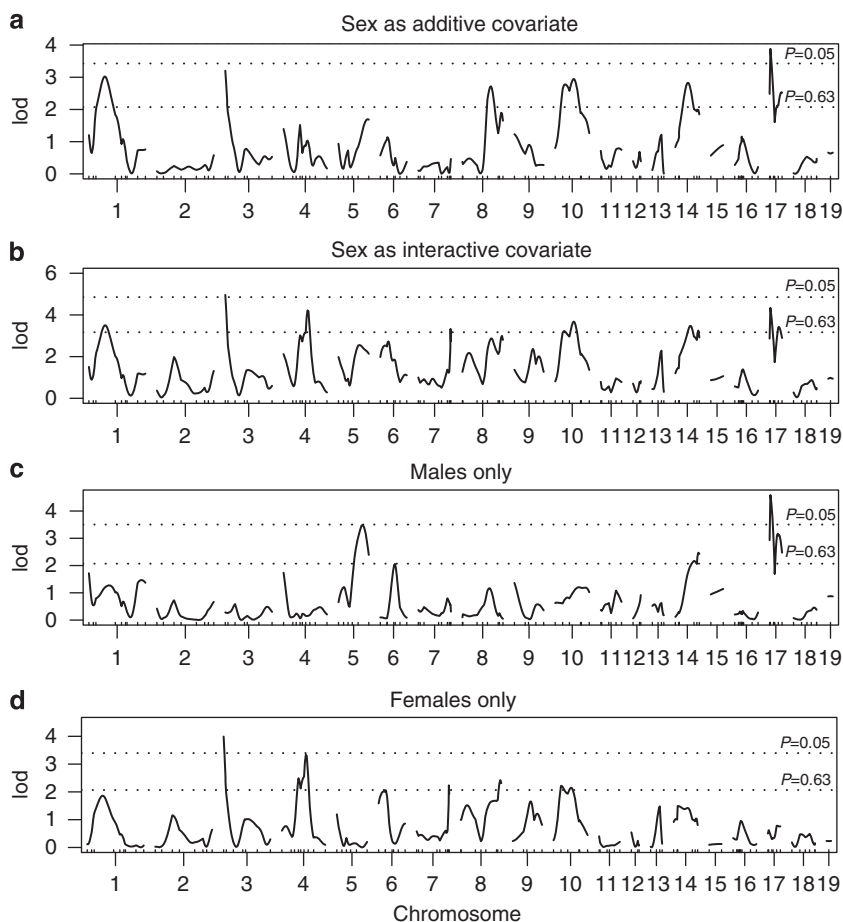 a
Sex as additive covariate
lod
4
3
2
1
0
P=0.05
P=0.63
1 2 3 4 5 6 7 8 9 10 11 12 13 14 15 16 17 18 19
b
Sex as interactive covariate
lod
6
4
2
0
P=0.05
P=0.63
1 2 3 4 5 6 7 8 9 10 11 12 13 14 15 16 17 18 19
c
Males only
lod
4
3
2
1
0
P=0.05
P=0.63
1 2 3 4 5 6 7 8 9 10 11 12 13 14 15 16 17 18 19
d
Females only
lod
4
3
2
1
0
P=0.05
P=0.63
1 2 3 4 5 6 7 8 9 10 11 12 13 14 15 16 17 18 19
Chromosome